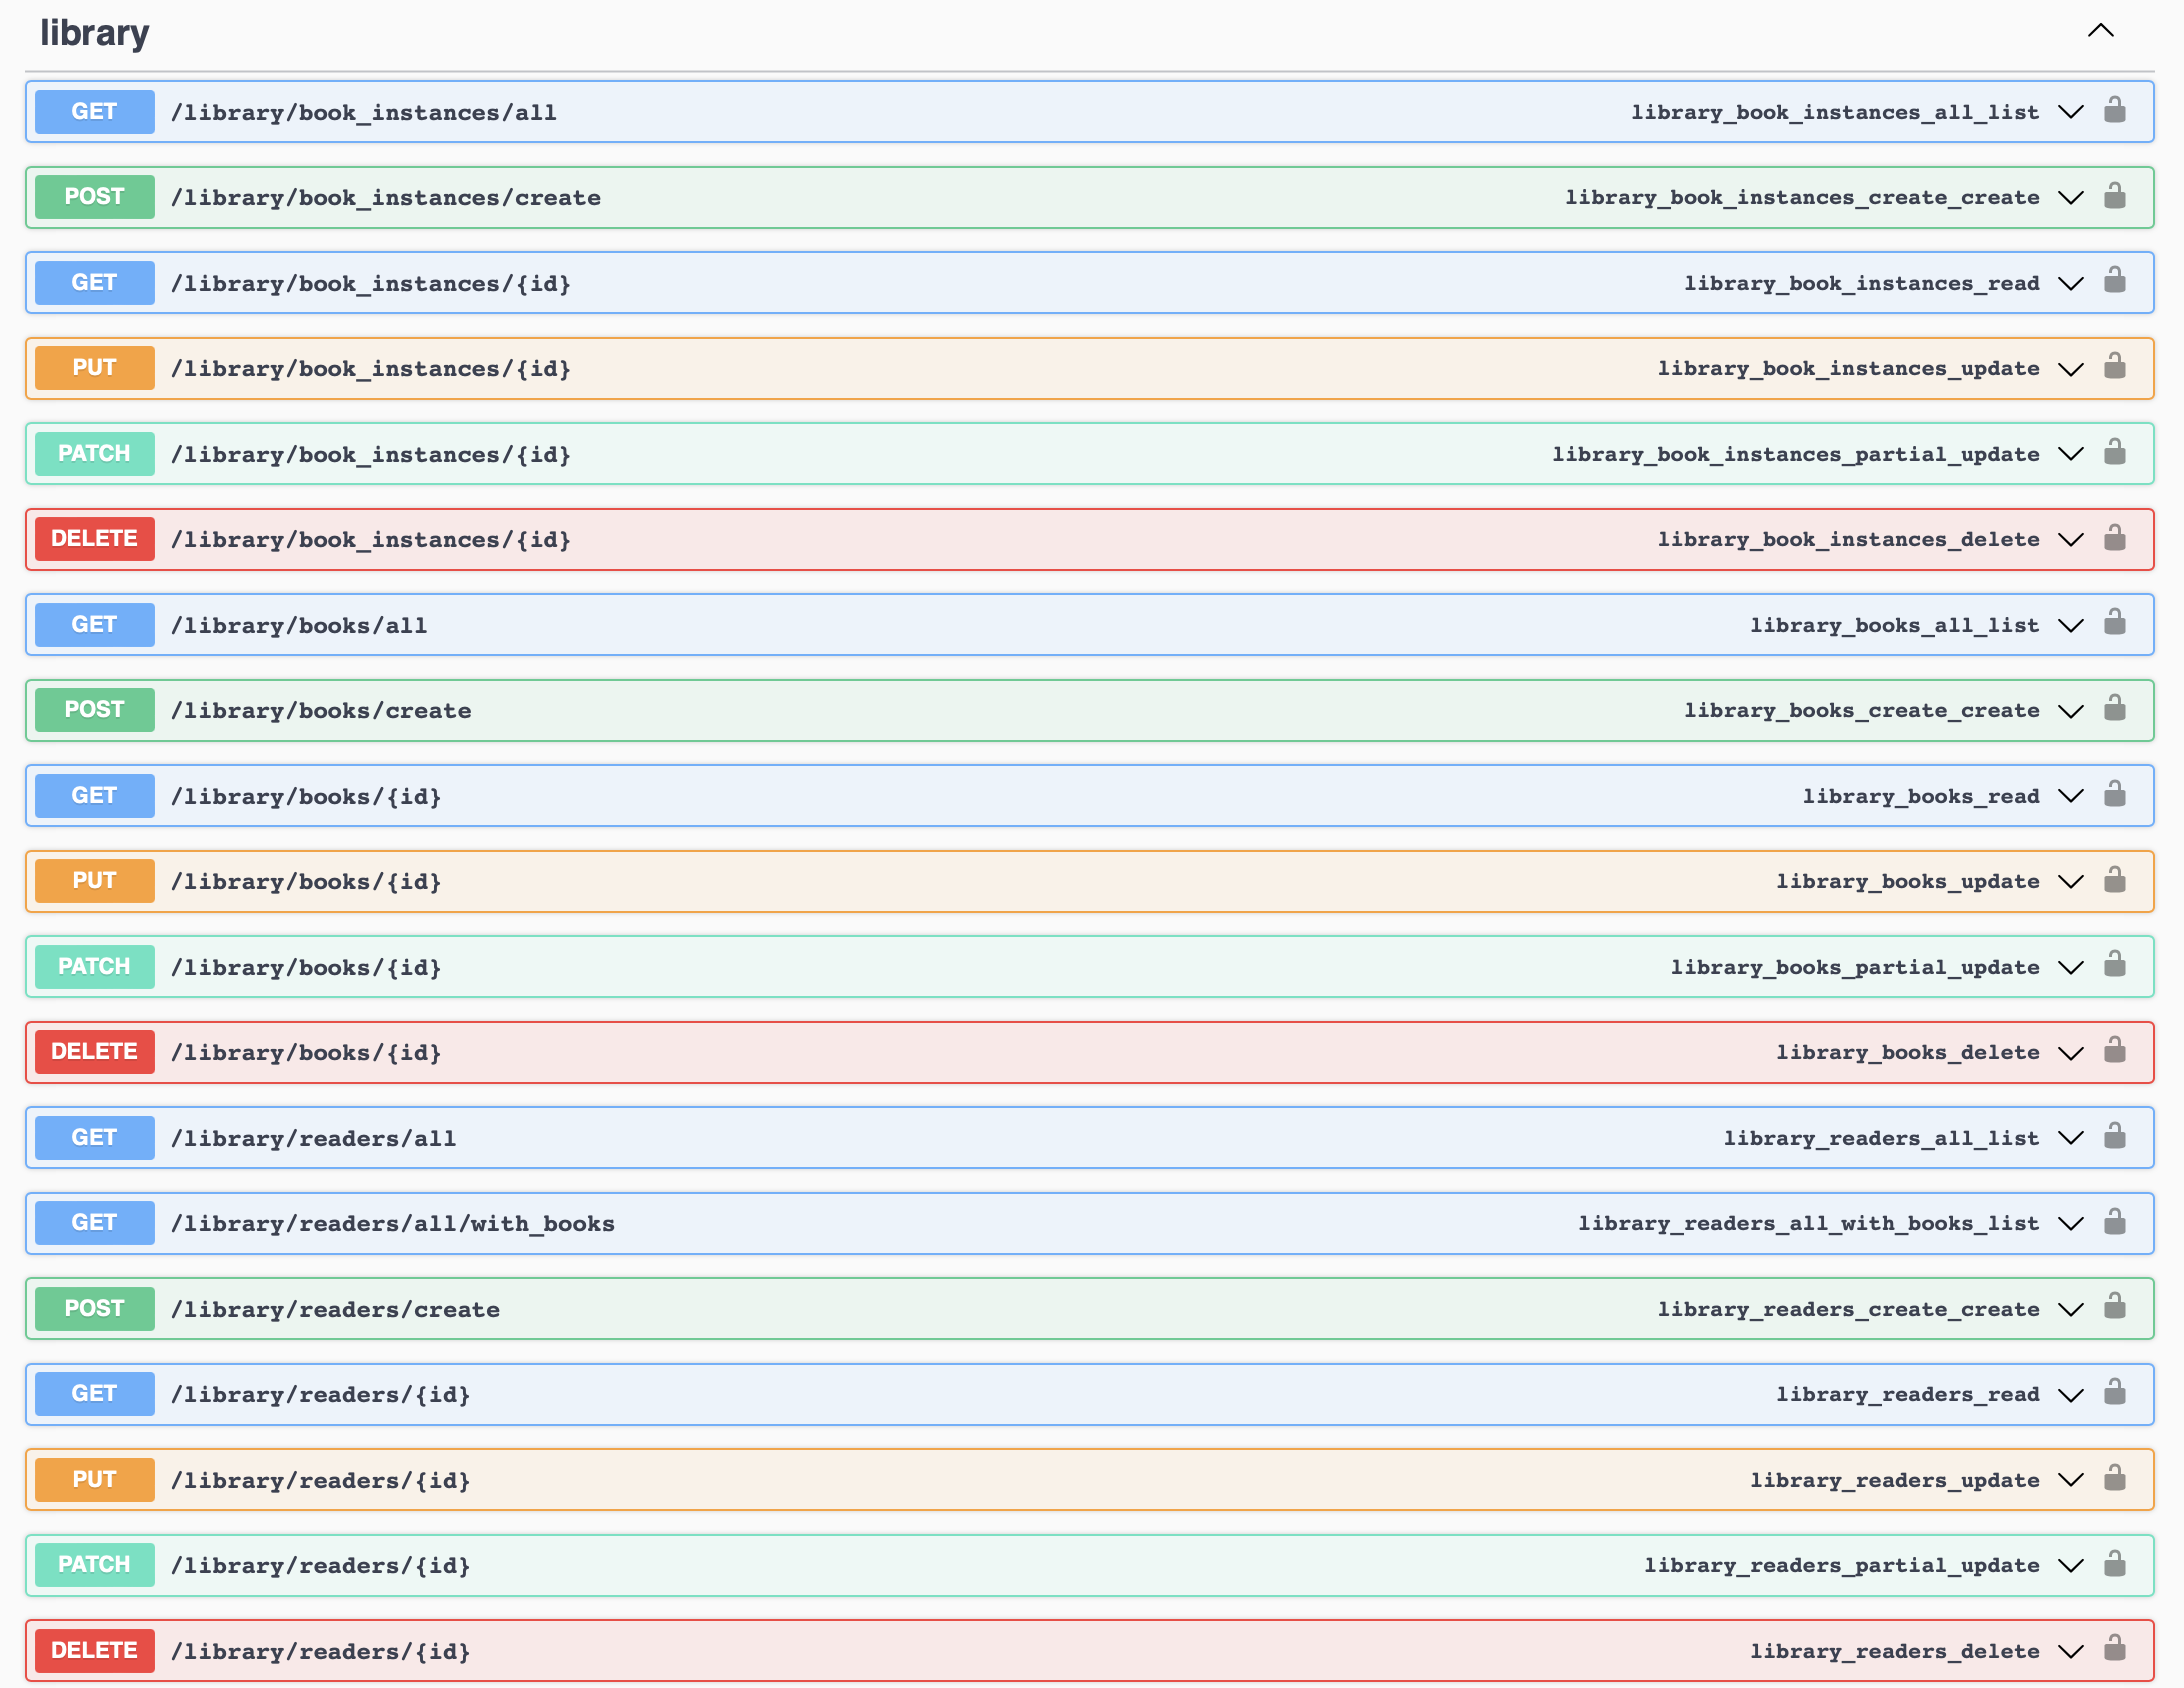 library
GET /library/book_instances/all library_book_instances_all_list
POST /library/book_instances/create library_book_instances_create_create
GET /library/book_instances/{id} library_book_instances_read
PUT /library/book_instances/{id} library_book_instances_update
PATCH /library/book_instances/{id} library_book_instances_partial_update
DELETE /library/book_instances/{id} library_book_instances_delete
GET /library/books/all library_books_all_list
POST /library/books/create library_books_create_create
GET /library/books/{id} library_books_read
PUT /library/books/{id} library_books_update
PATCH /library/books/{id} library_books_partial_update
DELETE /library/books/{id} library_books_delete
GET /library/readers/all library_readers_all_list
GET /library/readers/all/with_books library_readers_all_with_books_list
POST /library/readers/create library_readers_create_create
GET /library/readers/{id} library_readers_read
PUT /library/readers/{id} library_readers_update
PATCH /library/readers/{id} library_readers_partial_update
DELETE /library/readers/{id} library_readers_delete